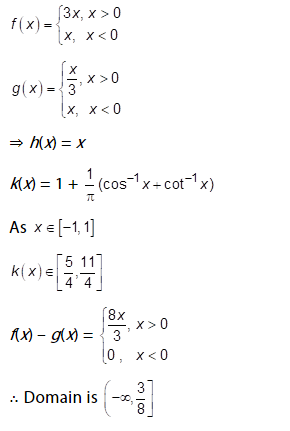 f(x) = { 3x, x > 0
x, x < 0
g(x) = { x/3, x > 0
x, x < 0
⇒ h(x) = x
k(x) = 1 + 1/π (cos⁻¹x + cot⁻¹x)
As x ∈ [−1, 1]
k(x) ∈ [5/4, 11/4]
f(x) − g(x) = { 8x/3, x > 0
0, x < 0
∴ Domain is (−∞, 3/8]